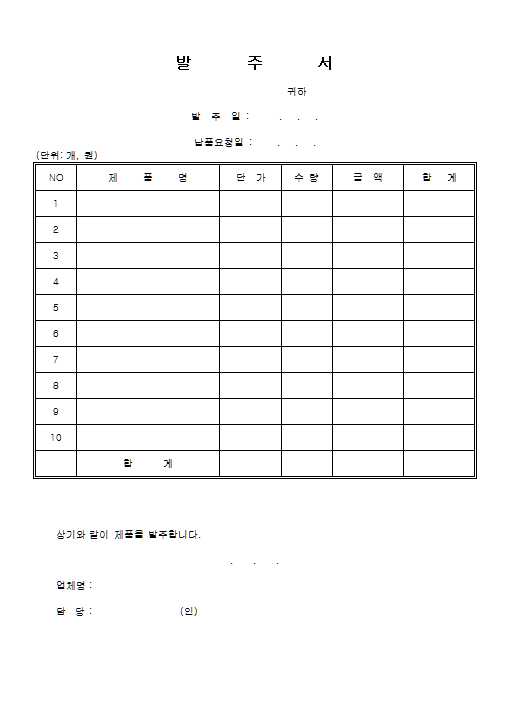 발 주 서
귀하
발 주 일 : . . .
납품요청일 : . . .
(단위: 개, 원)
NO 제 품 명 단 가 수 량 금 액 합 계
1
2
3
4
5
6
7
8
9
10
합 계
상기와 같이 제품을 발주합니다.
. . .
업체명 :
담 당 : (인)